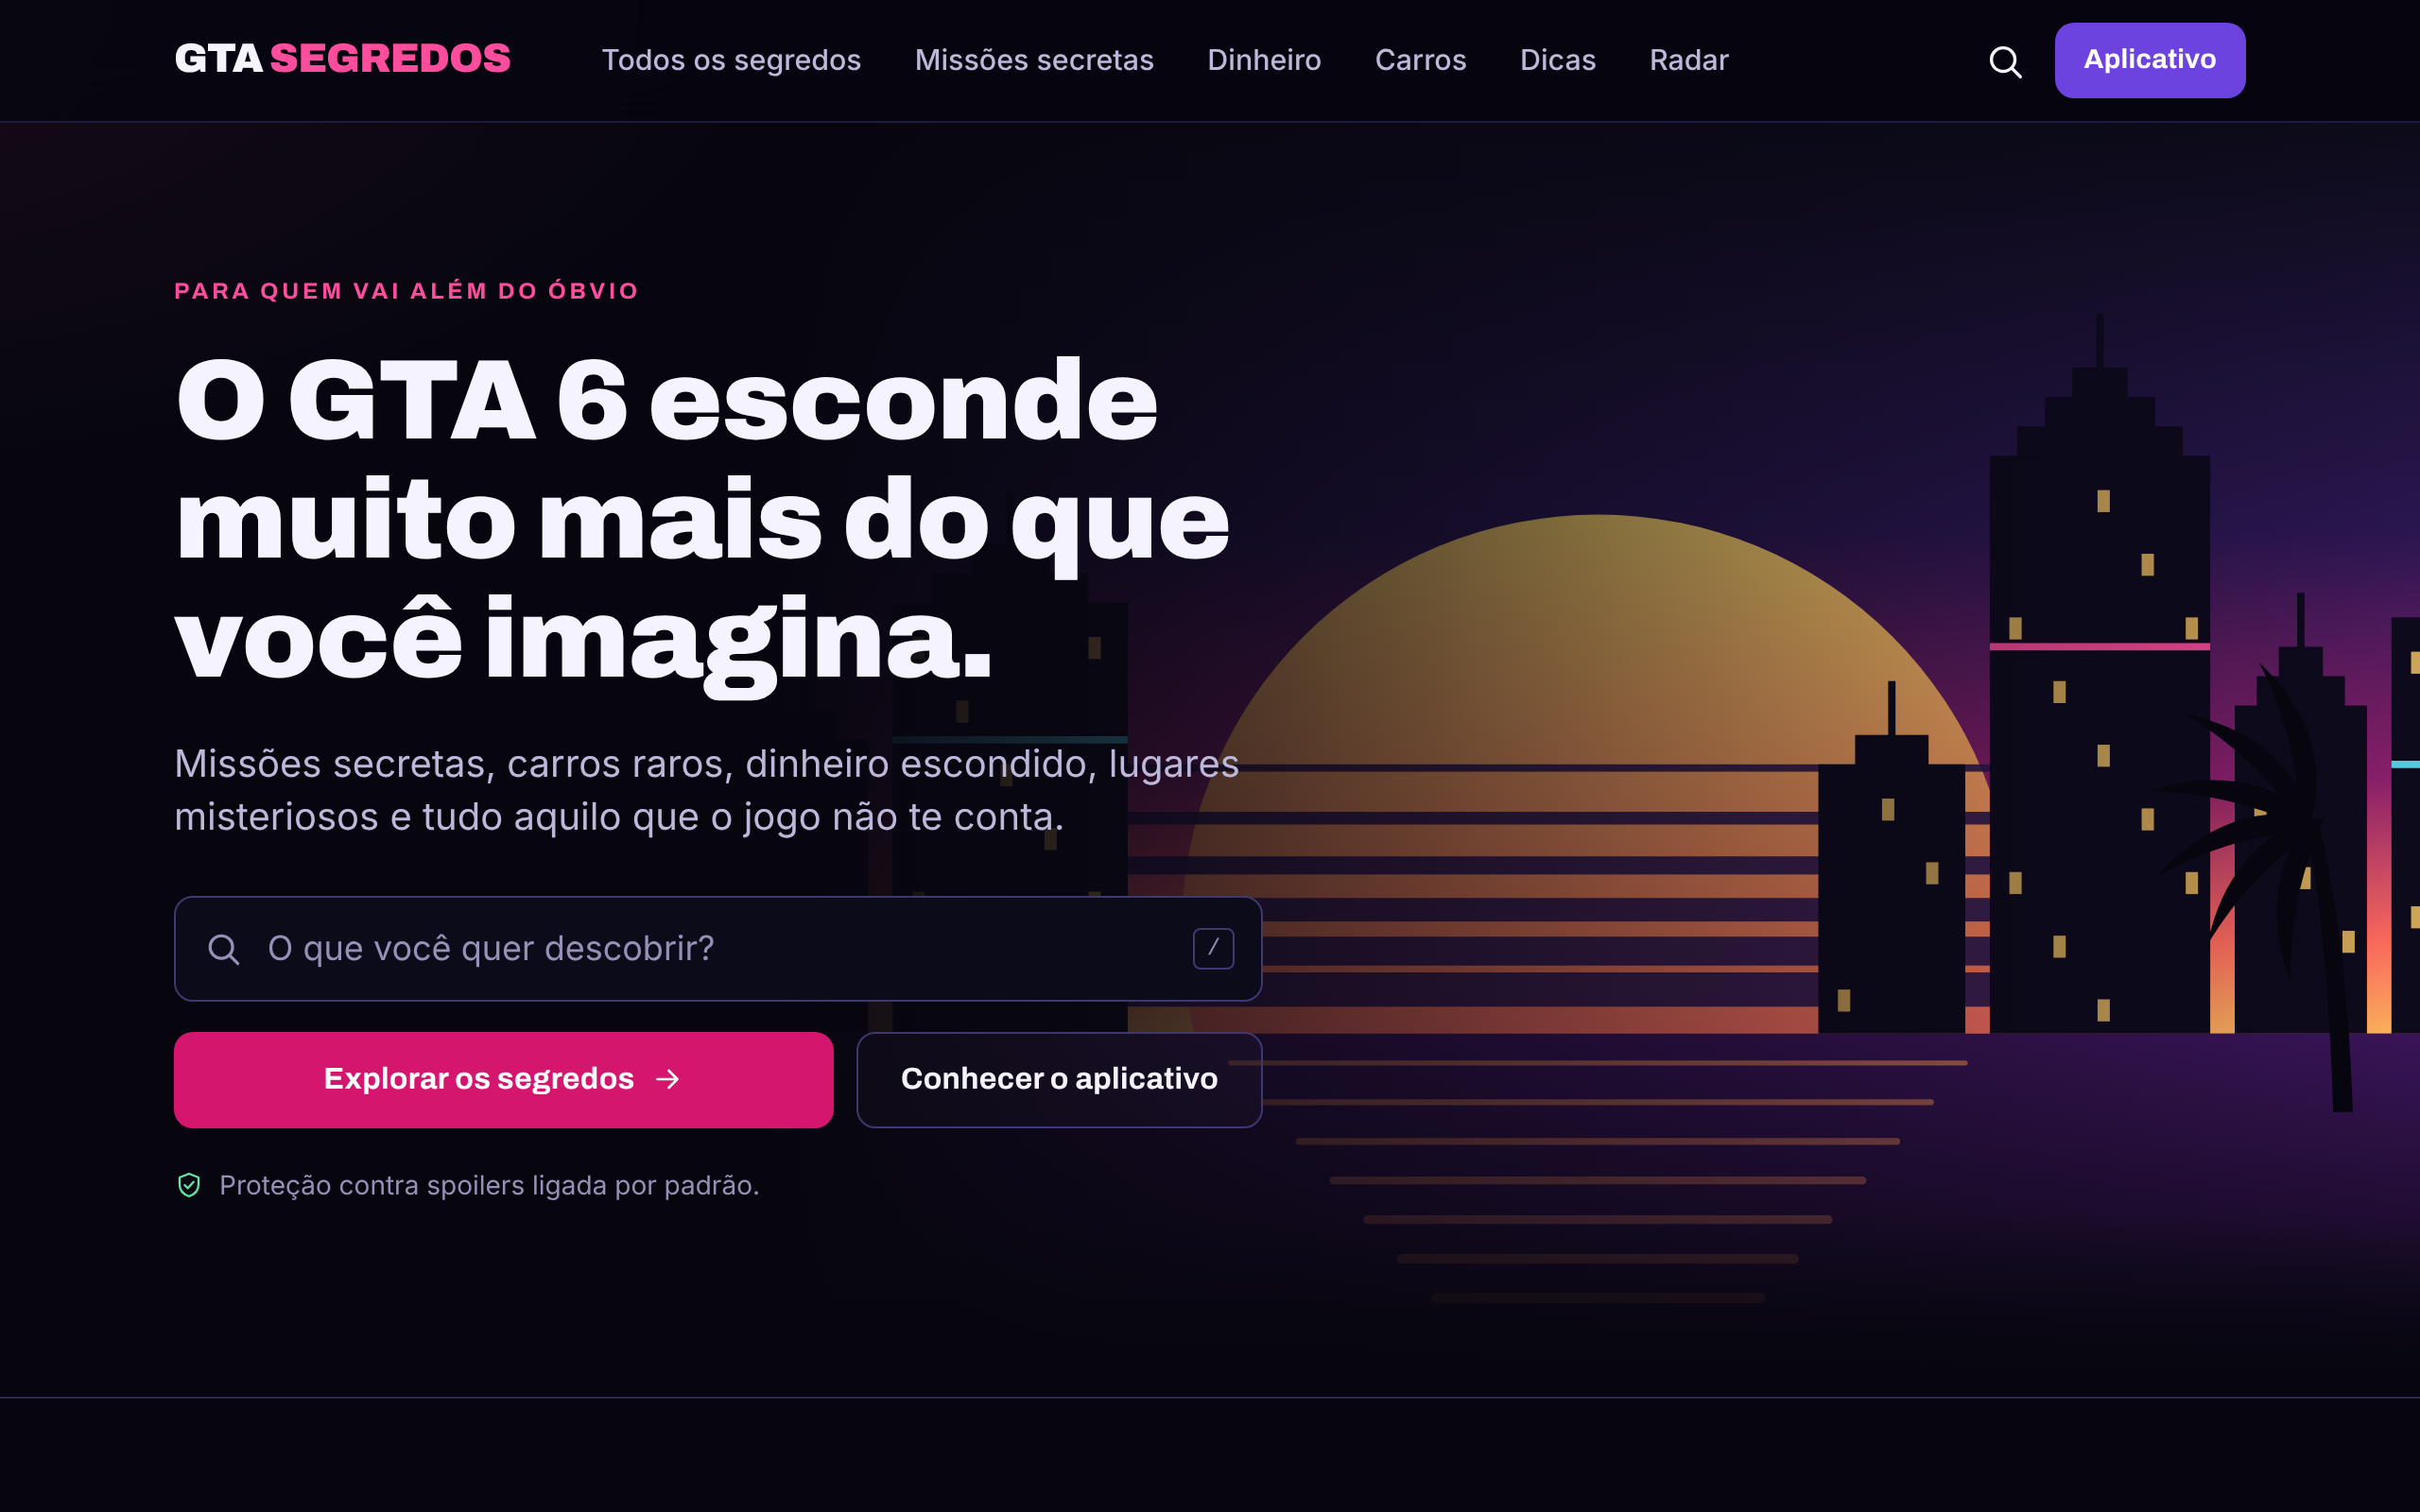 GTA SEGREDOS
Todos os segredos
Missões secretas
Dinheiro
Carros
Dicas
Radar
Aplicativo
PARA QUEM VAI ALÉM DO ÓBVIO
O GTA 6 esconde
muito mais do que
você imagina.
Missões secretas, carros raros, dinheiro escondido, lugares
misteriosos e tudo aquilo que o jogo não te conta.
O que você quer descobrir?
/
Explorar os segredos →
Conhecer o aplicativo
Proteção contra spoilers ligada por padrão.